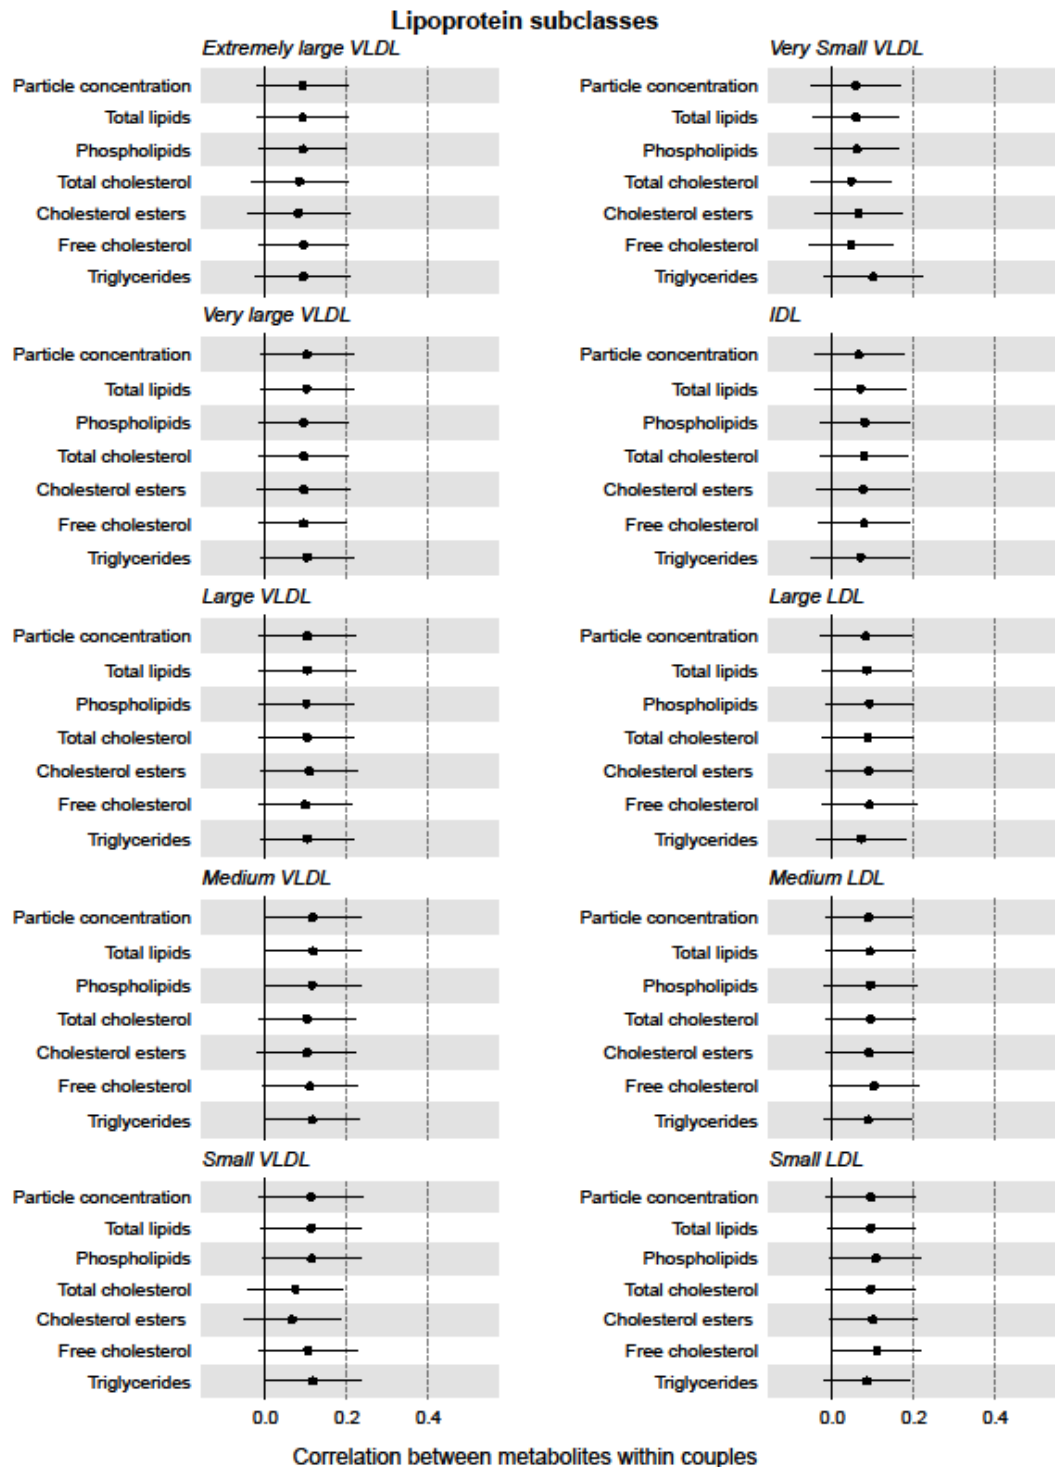 Lipoprotein subclasses
Extremely large VLDL
Particle concentration
Total lipids
Phospholipids
Total cholesterol
Cholesterol esters
Free cholesterol
Triglycerides
Very large VLDL
Particle concentration
Total lipids
Phospholipids
Total cholesterol
Cholesterol esters
Free cholesterol
Triglycerides
Large VLDL
Particle concentration
Total lipids
Phospholipids
Total cholesterol
Cholesterol esters
Free cholesterol
Triglycerides
Medium VLDL
Particle concentration
Total lipids
Phospholipids
Total cholesterol
Cholesterol esters
Free cholesterol
Triglycerides
Small VLDL
Particle concentration
Total lipids
Phospholipids
Total cholesterol
Cholesterol esters
Free cholesterol
Triglycerides
0.0 0.2 0.4
Very Small VLDL
Particle concentration
Total lipids
Phospholipids
Total cholesterol
Cholesterol esters
Free cholesterol
Triglycerides
IDL
Particle concentration
Total lipids
Phospholipids
Total cholesterol
Cholesterol esters
Free cholesterol
Triglycerides
Large LDL
Particle concentration
Total lipids
Phospholipids
Total cholesterol
Cholesterol esters
Free cholesterol
Triglycerides
Medium LDL
Particle concentration
Total lipids
Phospholipids
Total cholesterol
Cholesterol esters
Free cholesterol
Triglycerides
Small LDL
Particle concentration
Total lipids
Phospholipids
Total cholesterol
Cholesterol esters
Free cholesterol
Triglycerides
0.0 0.2 0.4
Correlation between metabolites within couples